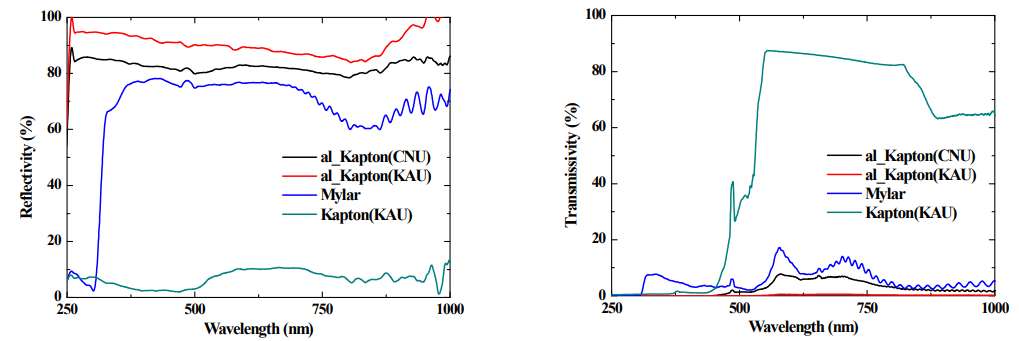 100
80
60
40
20
0
Reflectivity (%)
al_Kapton(CNU)
al_Kapton(KAU)
Mylar
Kapton(KAU)
250
500
750
1000
Wavelength (nm)
100
80
60
40
20
0
Transmissivity (%)
al_Kapton(CNU)
al_Kapton(KAU)
Mylar
Kapton(KAU)
250
500
750
1000
Wavelength (nm)